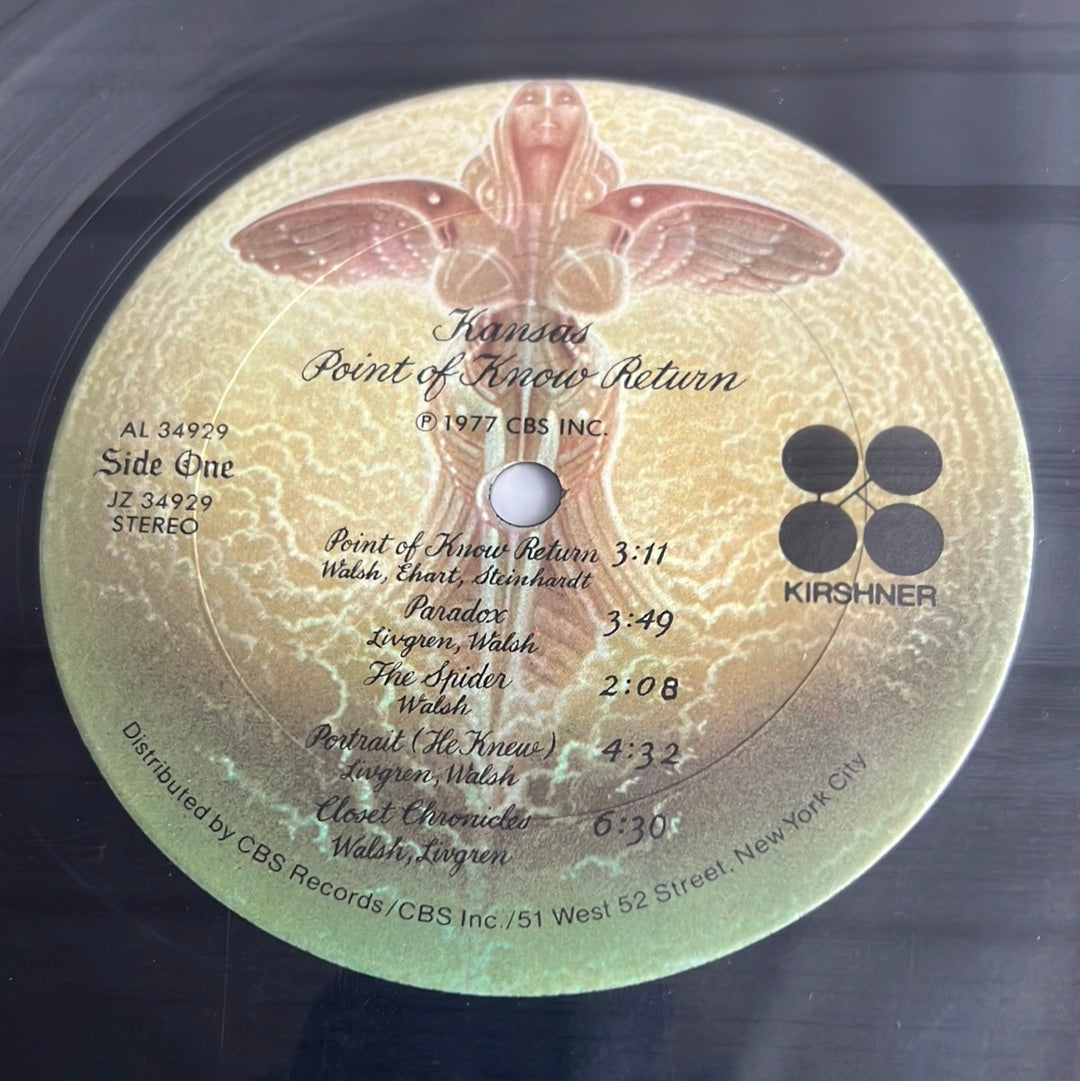 Kansas
Point of Know Return
℗ 1977 CBS INC.
AL 34929
Side One
JZ 34929
STEREO
KIRSHNER
Point of Know Return 3:11
Walsh, Ehart, Steinhardt
Paradox 3:49
Livgren, Walsh
The Spider 2:08
Walsh
Portrait (He Knew) 4:32
Livgren, Walsh
Closet Chronicles 6:30
Walsh, Livgren
Distributed by CBS Records/CBS Inc./51 West 52 Street, New York City